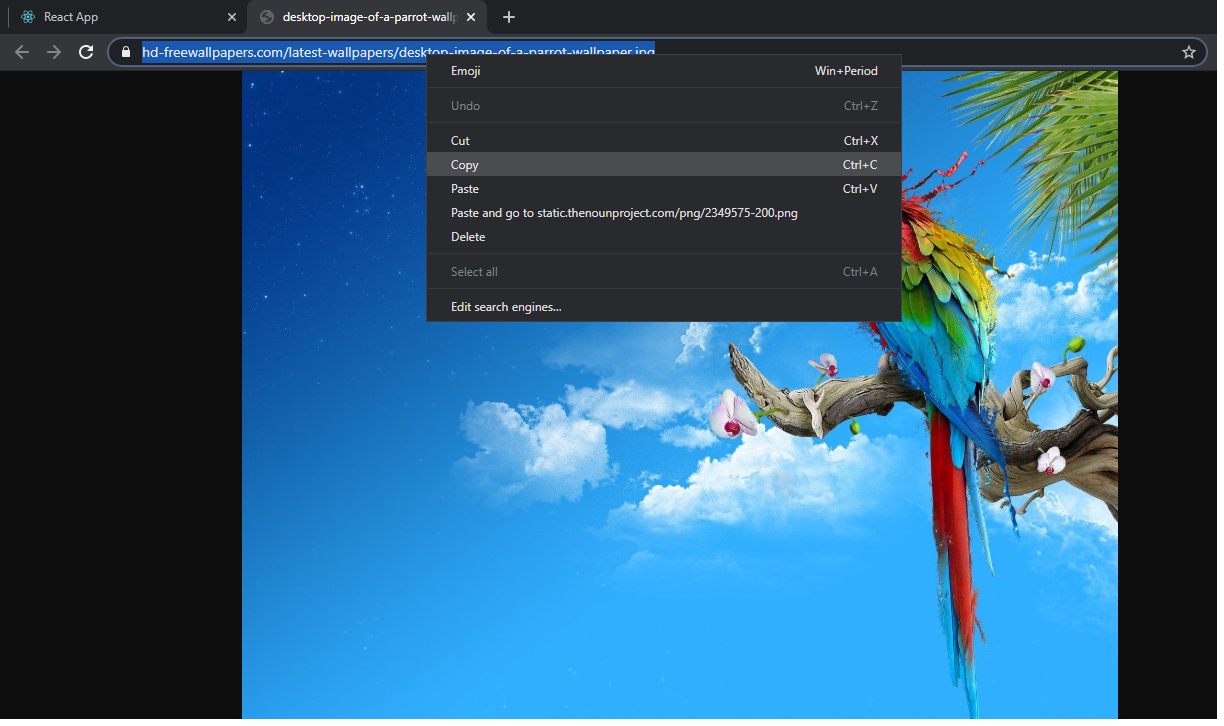 React App
desktop-image-of-a-parrot-wallp
hd-freewallpapers.com/latest-wallpapers/desktop-image-of-a-parrot-wallpaper.jpg
Emoji Win+Period
Undo Ctrl+Z
Cut Ctrl+X
Copy Ctrl+C
Paste Ctrl+V
Paste and go to static.thenounproject.com/png/2349575-200.png
Delete
Select all Ctrl+A
Edit search engines...